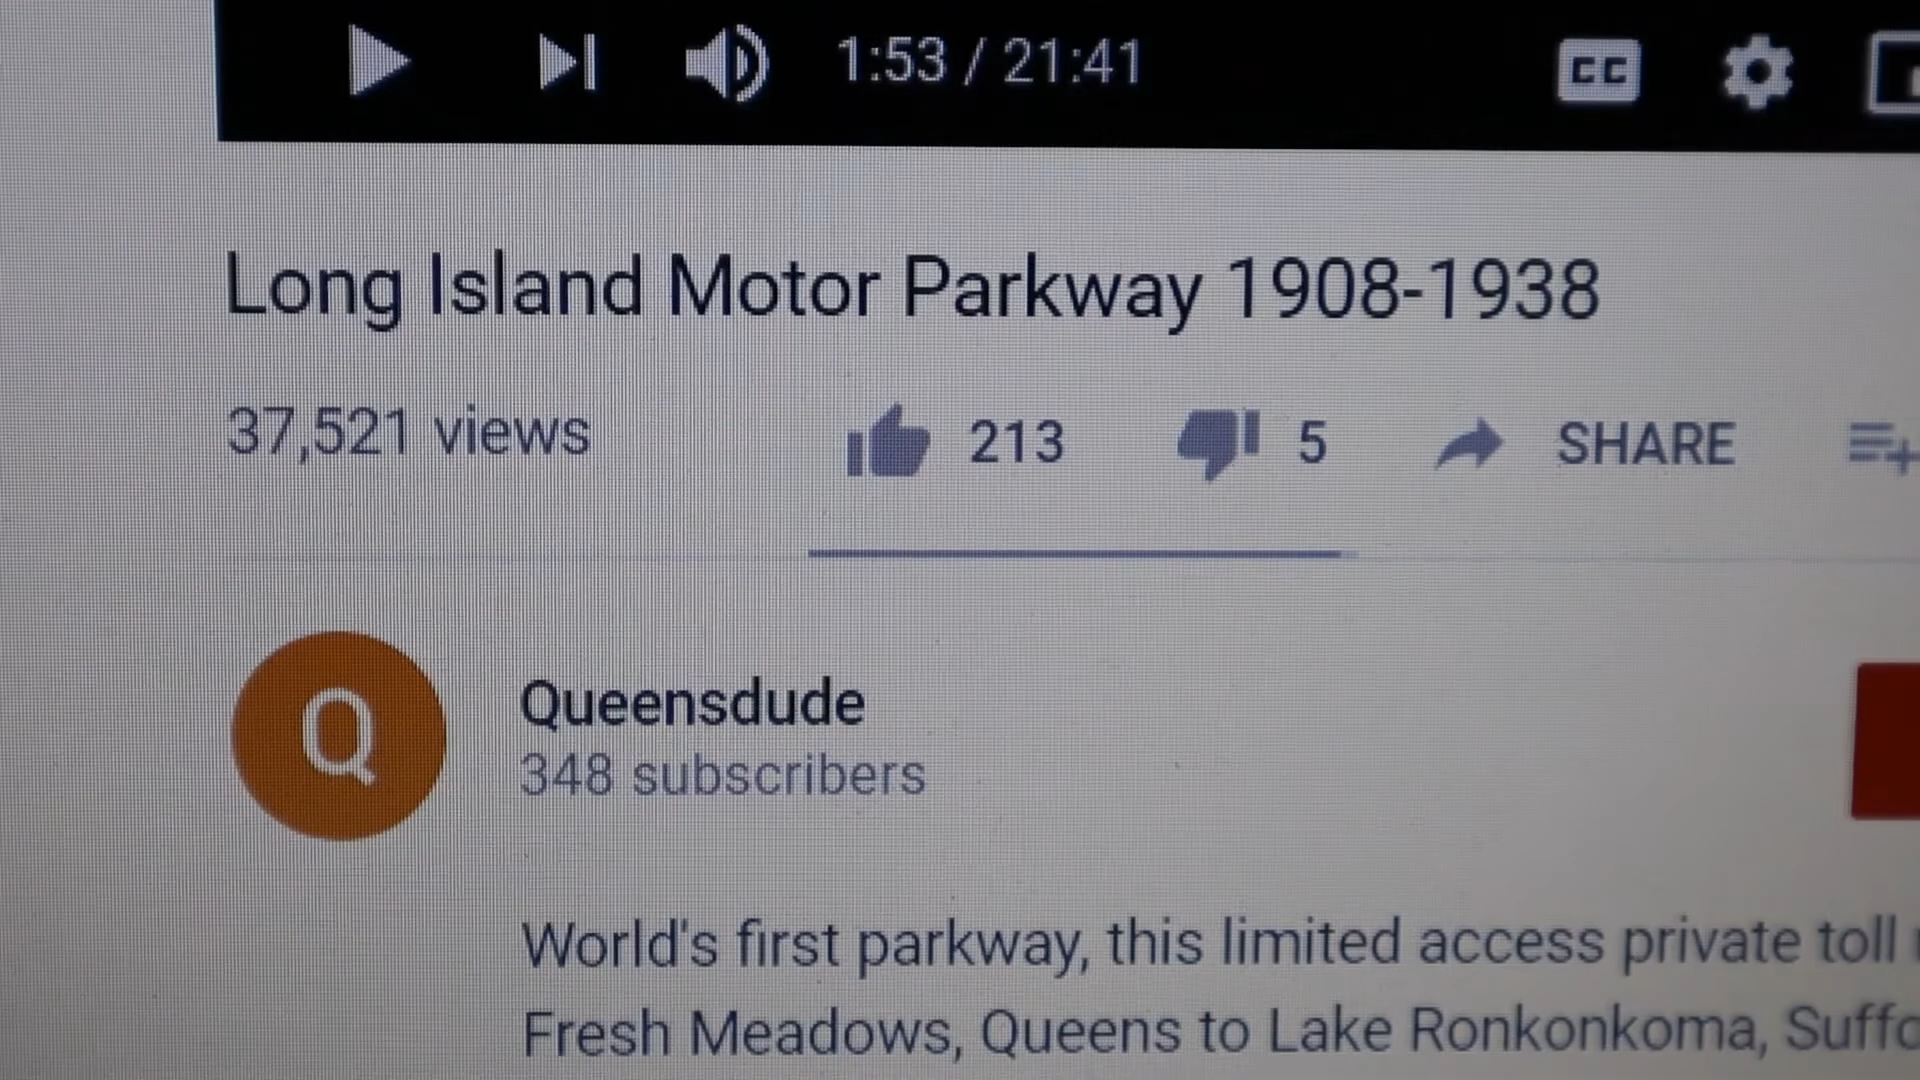 1:53 / 21:41 CC
Long Island Motor Parkway 1908-1938
37,521 views 213 5 SHARE
Q
Queensdude
348 subscribers
World's first parkway, this limited access private toll
Fresh Meadows, Queens to Lake Ronkonkoma,